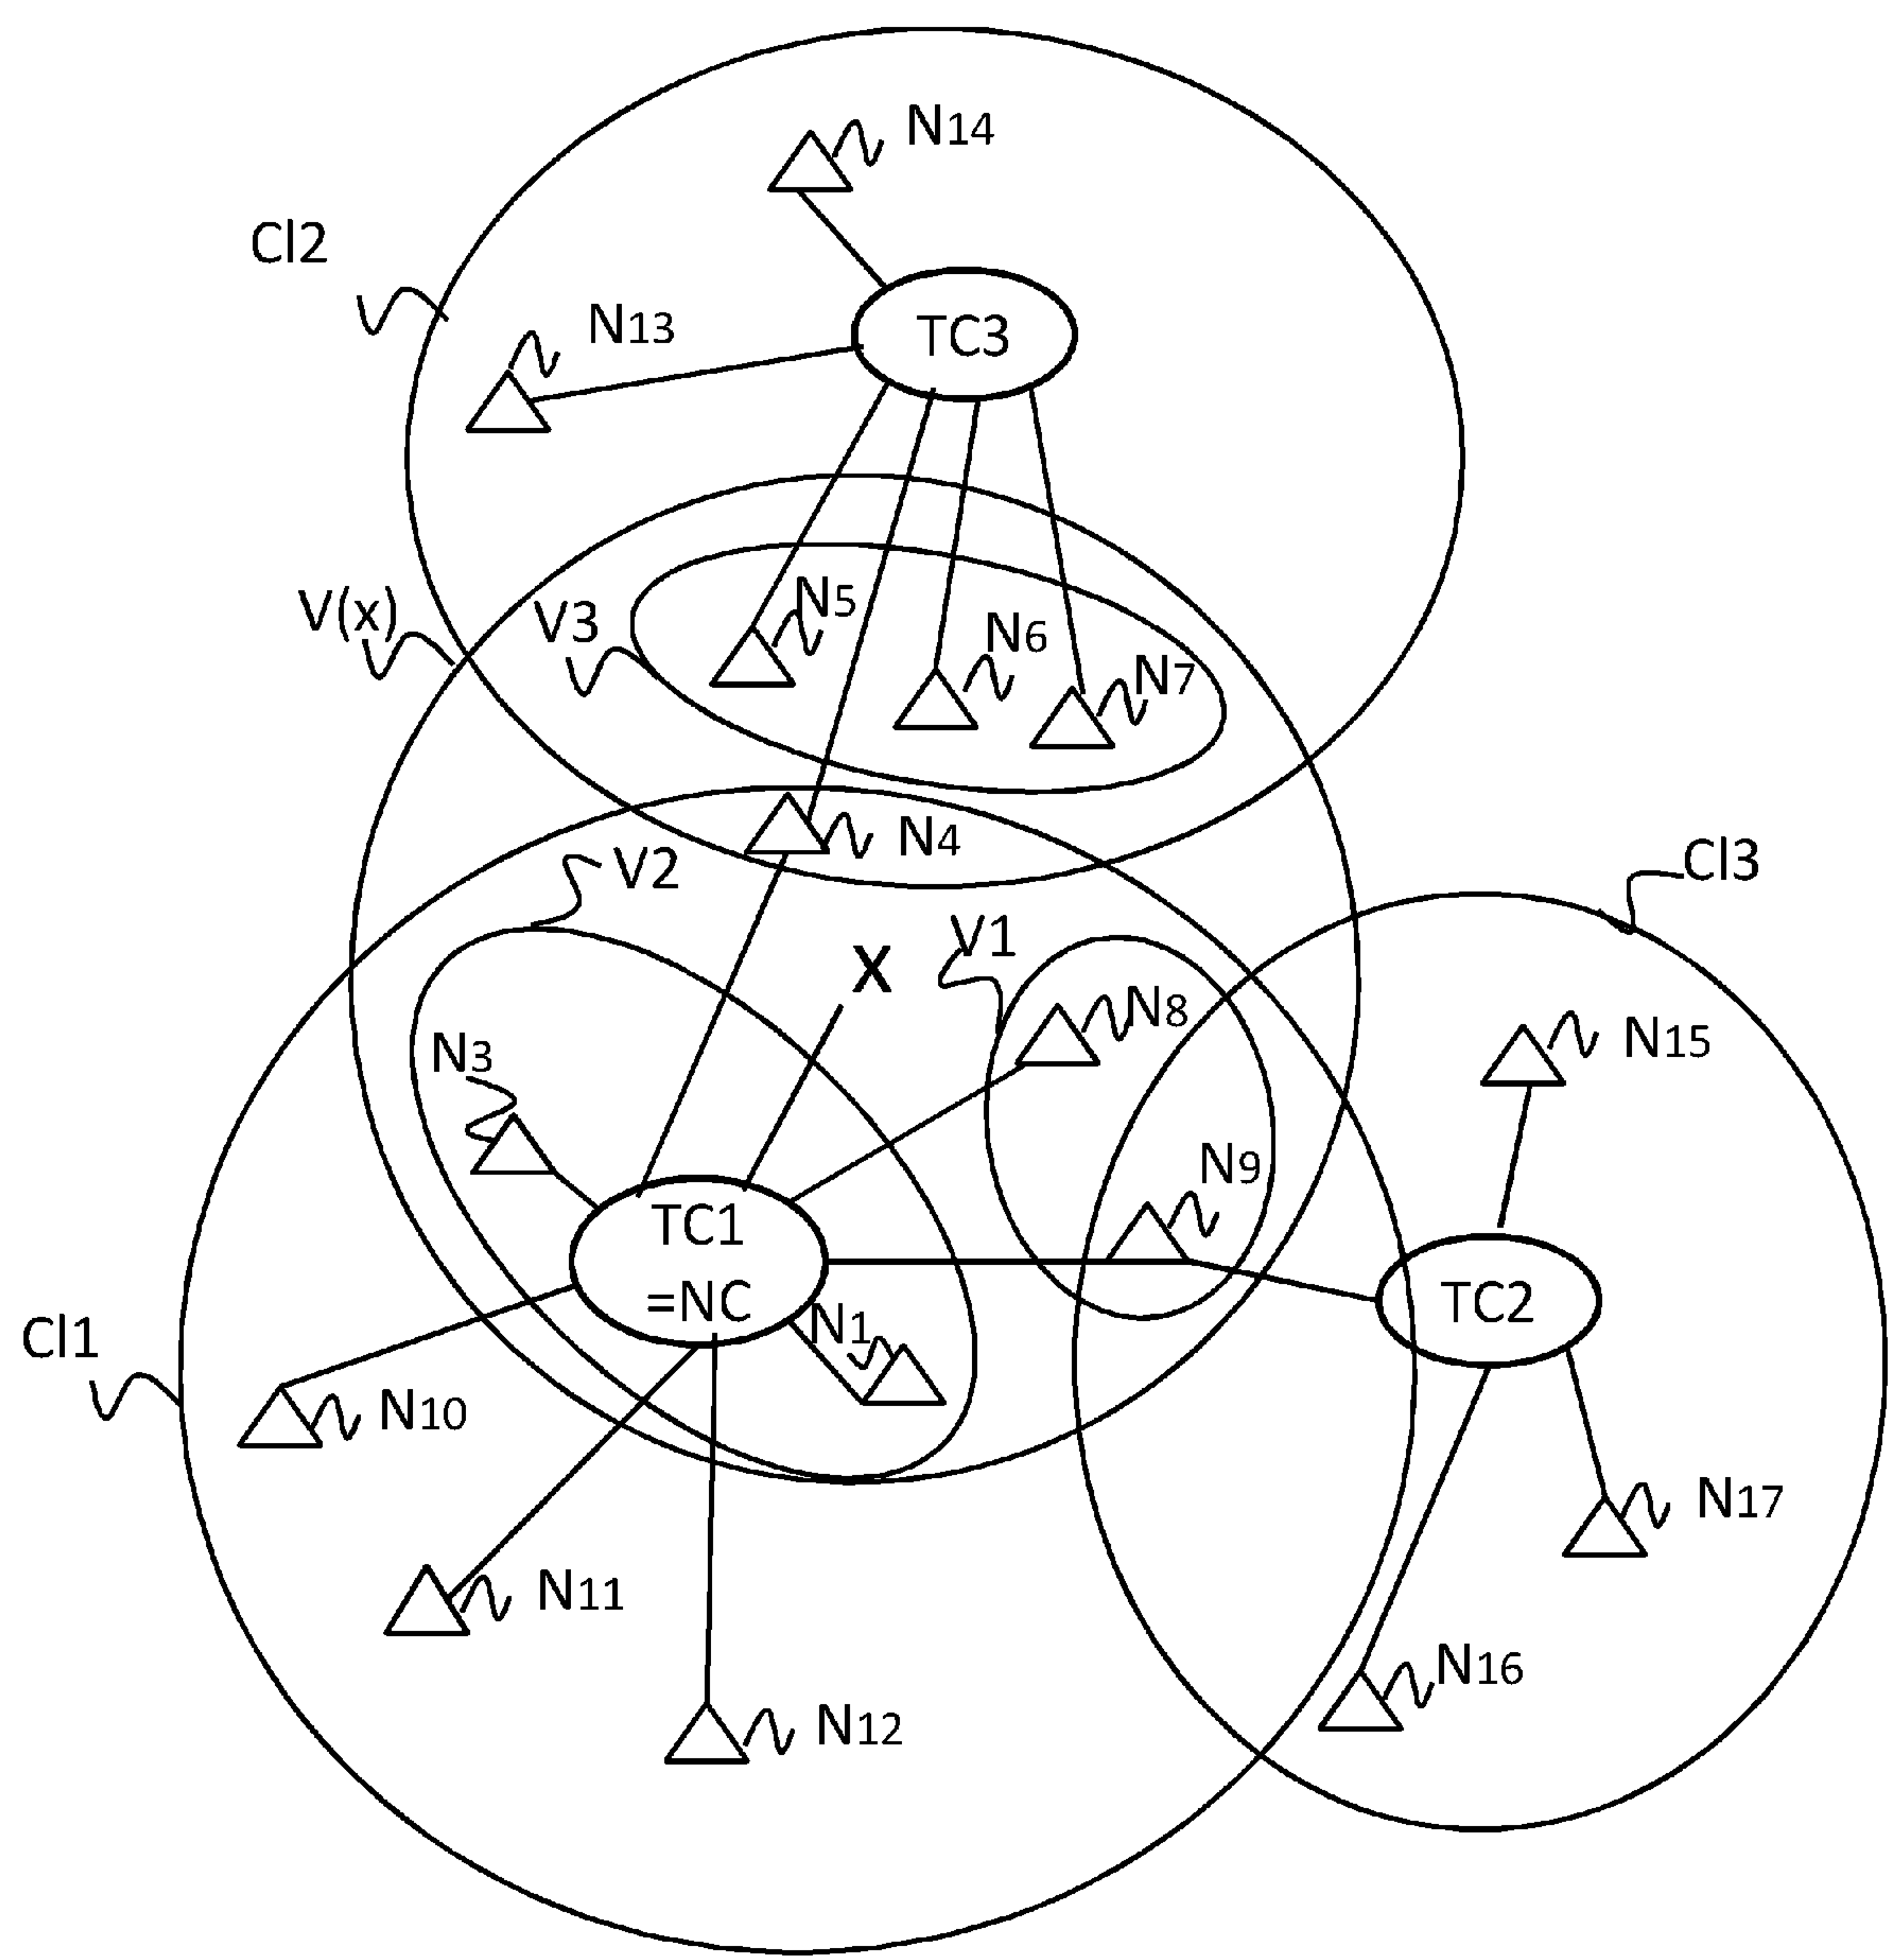 N14
Cl2
N13
TC3
V(x)
V3
N5
N6
N7
N4
V2
Cl3
V1
X
N8
N15
N3
N9
TC1
=NC
TC2
N1
Cl1
N10
N17
N11
N16
N12